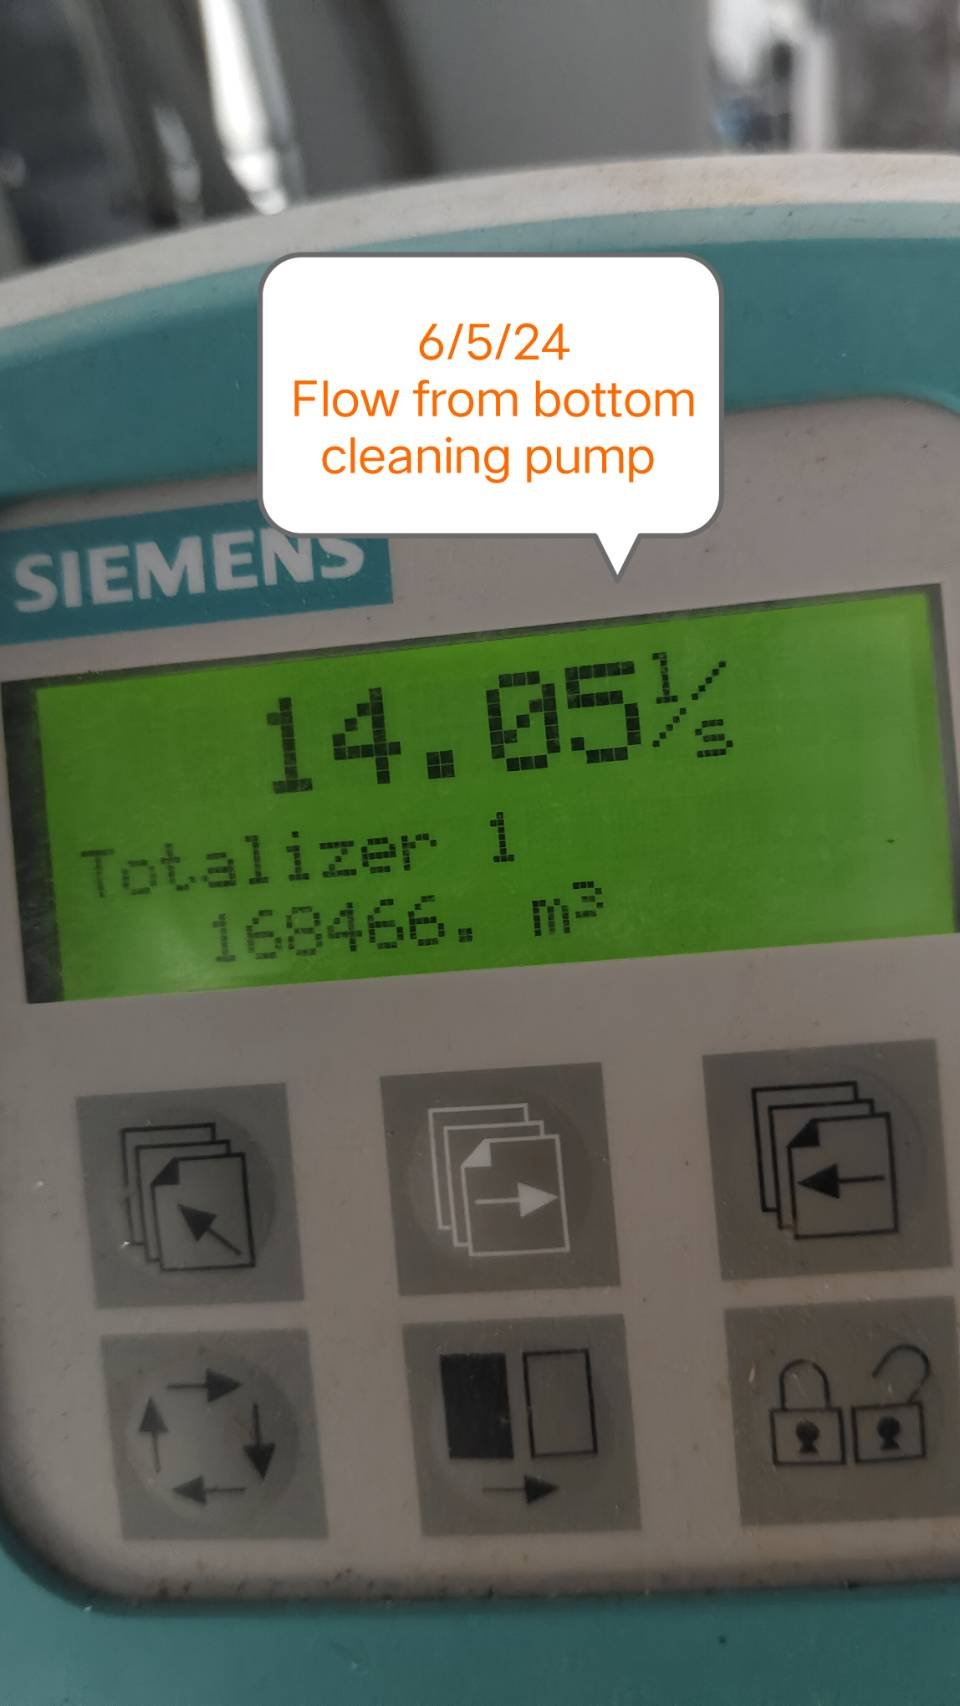 6/5/24
Flow from bottom
cleaning pump
SIEMENS
14.05 l/s
Totalizer 1
168466. m³